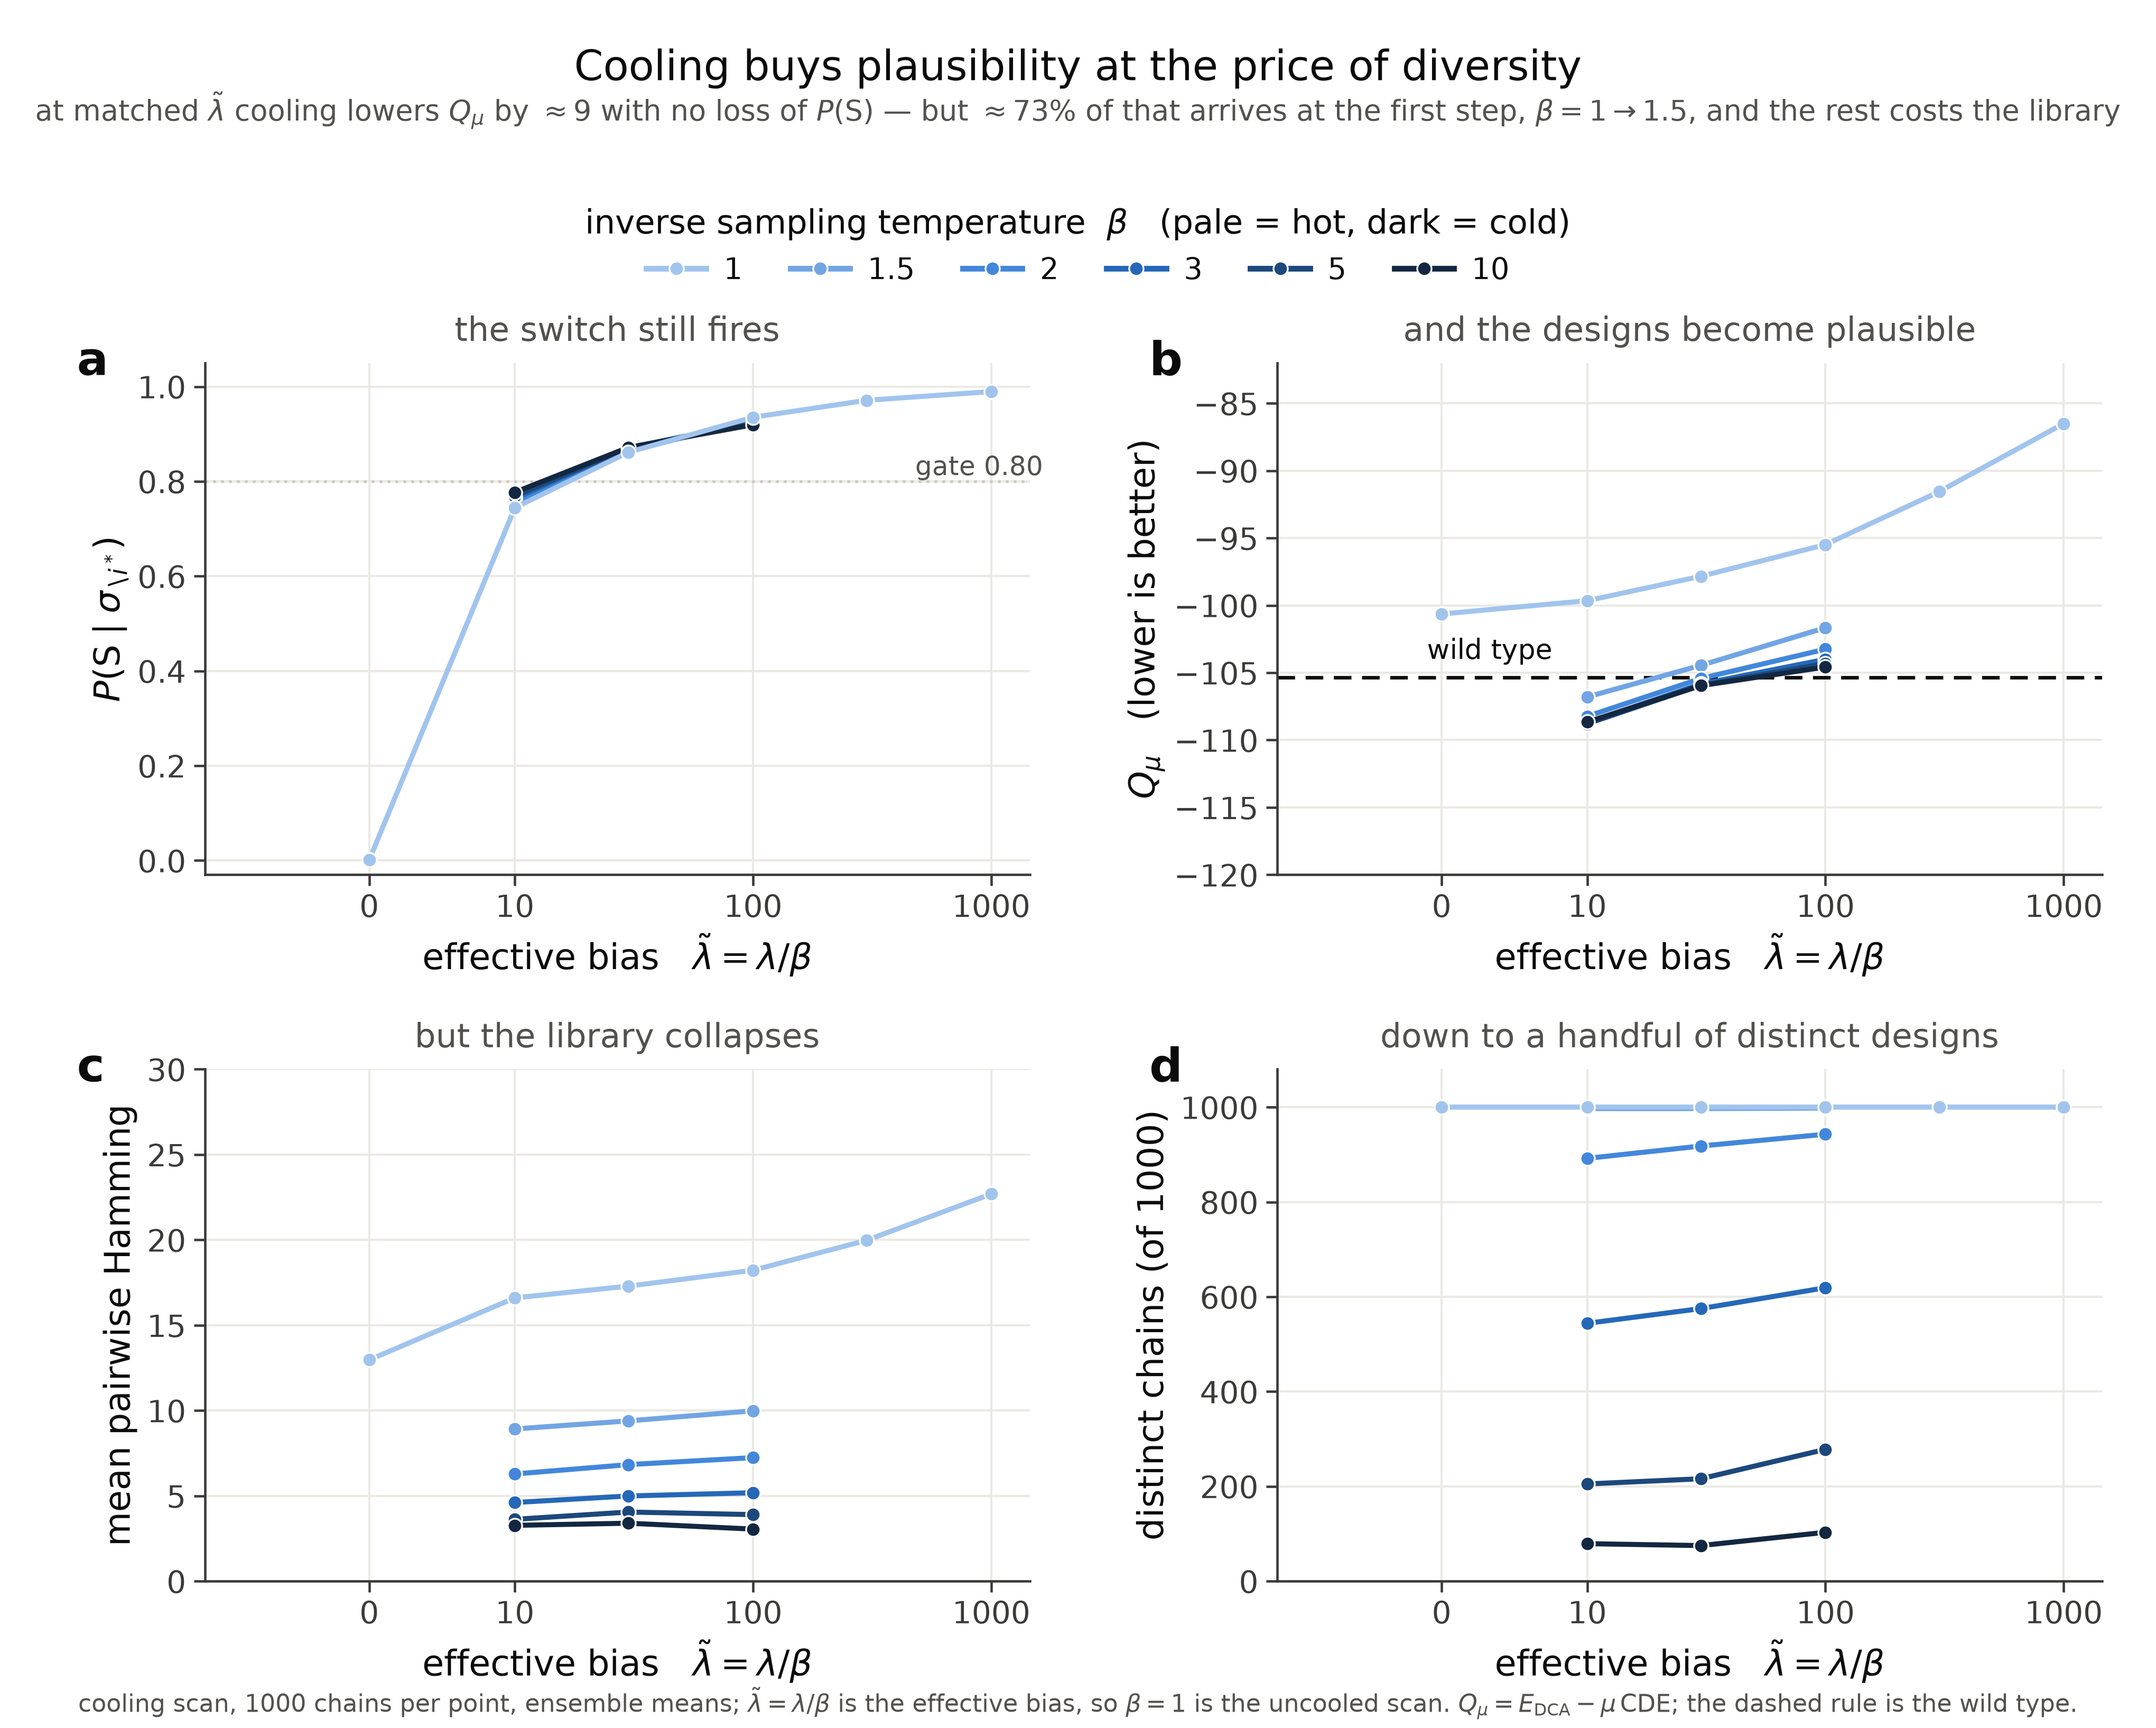 Cooling buys plausibility at the price of diversity
at matched λ̃ cooling lowers Qμ by ≈ 9 with no loss of P(S) — but ≈ 73% of that arrives at the first step, β = 1 → 1.5, and the rest costs the library
inverse sampling temperature β (pale = hot, dark = cold)
1 1.5 2 3 5 10
the switch still fires
a
P(S | σ\i*)
1.0
0.8
0.6
0.4
0.2
0.0
gate 0.80
0 10 100 1000
effective bias λ̃ = λ/β
and the designs become plausible
b
Qμ (lower is better)
−85
−90
−95
−100
−105
−110
−115
−120
wild type
0 10 100 1000
effective bias λ̃ = λ/β
but the library collapses
c
mean pairwise Hamming
30
25
20
15
10
5
0
0 10 100 1000
effective bias λ̃ = λ/β
down to a handful of distinct designs
d
distinct chains (of 1000)
1000
800
600
400
200
0
0 10 100 1000
effective bias λ̃ = λ/β
cooling scan, 1000 chains per point, ensemble means; λ̃ = λ/β is the effective bias, so β = 1 is the uncooled scan. Qμ = EDCA − μ CDE; the dashed rule is the wild type.